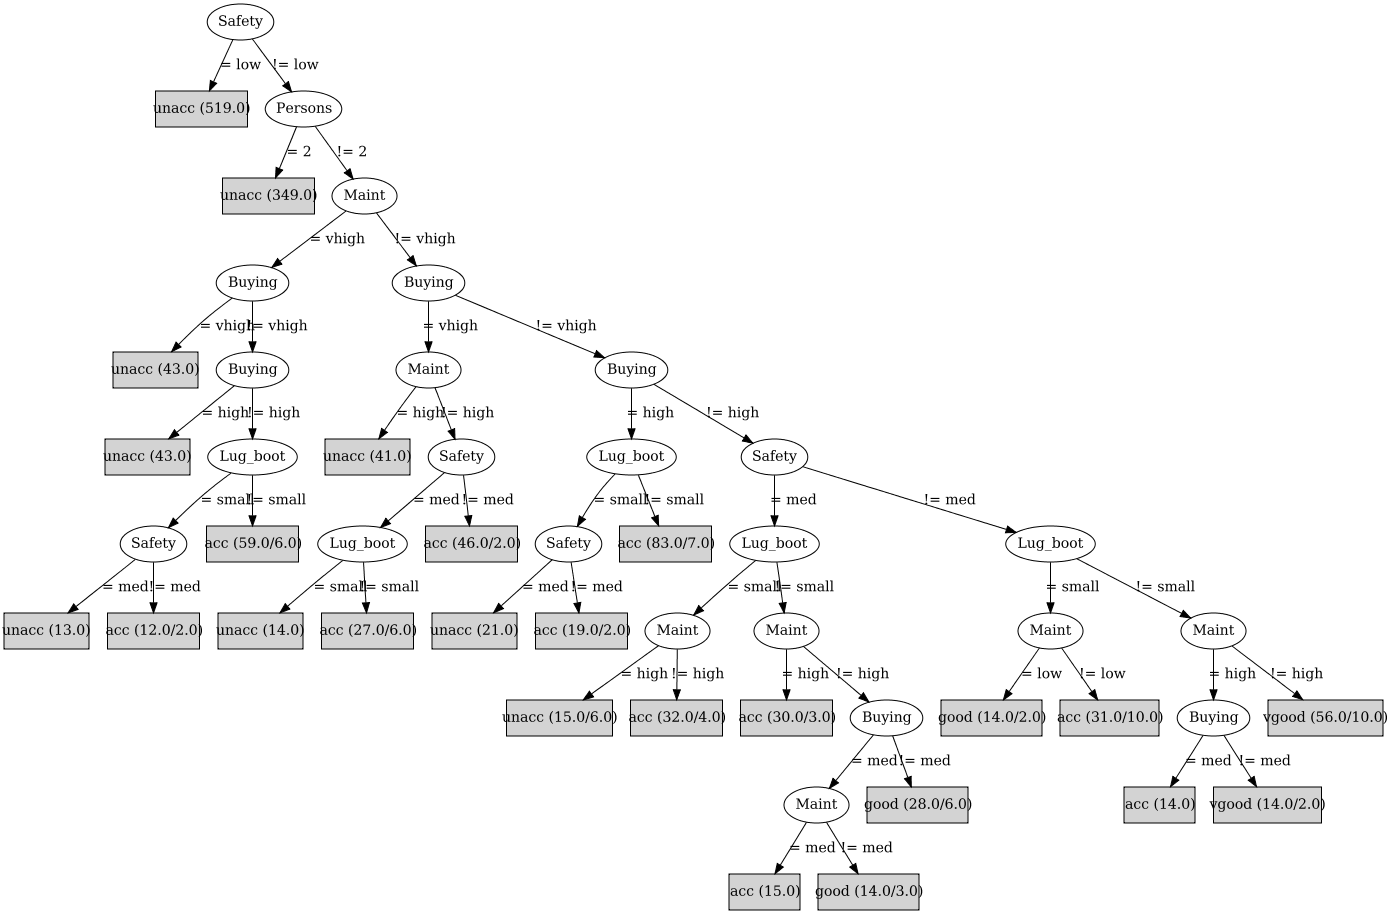 Safety
= low
!= low
unacc (519.0)
Persons
= 2
!= 2
unacc (349.0)
Maint
= vhigh
!= vhigh
Buying
Buying
= vhigh
!= vhigh
= vhigh
!= vhigh
unacc (43.0)
Buying
Maint
Buying
= high
!= high
= high
!= high
= high
!= high
unacc (43.0)
Lug_boot
unacc (41.0)
Safety
Lug_boot
Safety
= small
!= small
= med
!= med
= small
!= small
= med
!= med
Safety
acc (59.0/6.0)
Lug_boot
acc (46.0/2.0)
Safety
acc (83.0/7.0)
Lug_boot
Lug_boot
= med
!= med
= small
!= small
= med
!= med
= small
!= small
= small
!= small
unacc (13.0)
acc (12.0/2.0)
unacc (14.0)
acc (27.0/6.0)
unacc (21.0)
acc (19.0/2.0)
Maint
Maint
Maint
Maint
= high
!= high
= high
!= high
= low
!= low
= high
!= high
unacc (15.0/6.0)
acc (32.0/4.0)
acc (30.0/3.0)
Buying
good (14.0/2.0)
acc (31.0/10.0)
Buying
vgood (56.0/10.0)
= med
!= med
= med
!= med
Maint
good (28.0/6.0)
acc (14.0)
vgood (14.0/2.0)
= med
!= med
acc (15.0)
good (14.0/3.0)